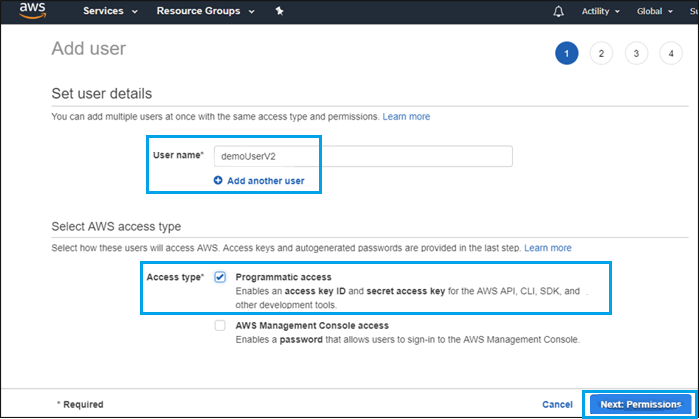 aws Services Resource Groups Actility Global Su
Add user 1 2 3 4
Set user details
You can add multiple users at once with the same access type and permissions. Learn more
User name* demoUserV2
Add another user
Select AWS access type
Select how these users will access AWS. Access keys and autogenerated passwords are provided in the last step. Learn more
Access type* Programmatic access
Enables an access key ID and secret access key for the AWS API, CLI, SDK, and
other development tools.
AWS Management Console access
Enables a password that allows users to sign-in to the AWS Management Console.
* Required Cancel Next: Permissions